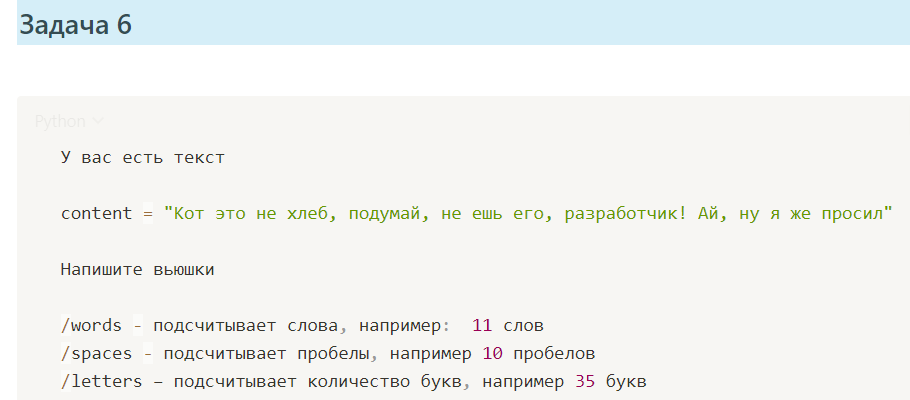 Задача 6
Python
У вас есть текст
content = "Кот это не хлеб, подумай, не ешь его, разработчик! Ай, ну я же просил"
Напишите вьюшки
/words - подсчитывает слова, например:  11 слов
/spaces - подсчитывает пробелы, например 10 пробелов
/letters – подсчитывает количество букв, например 35 букв